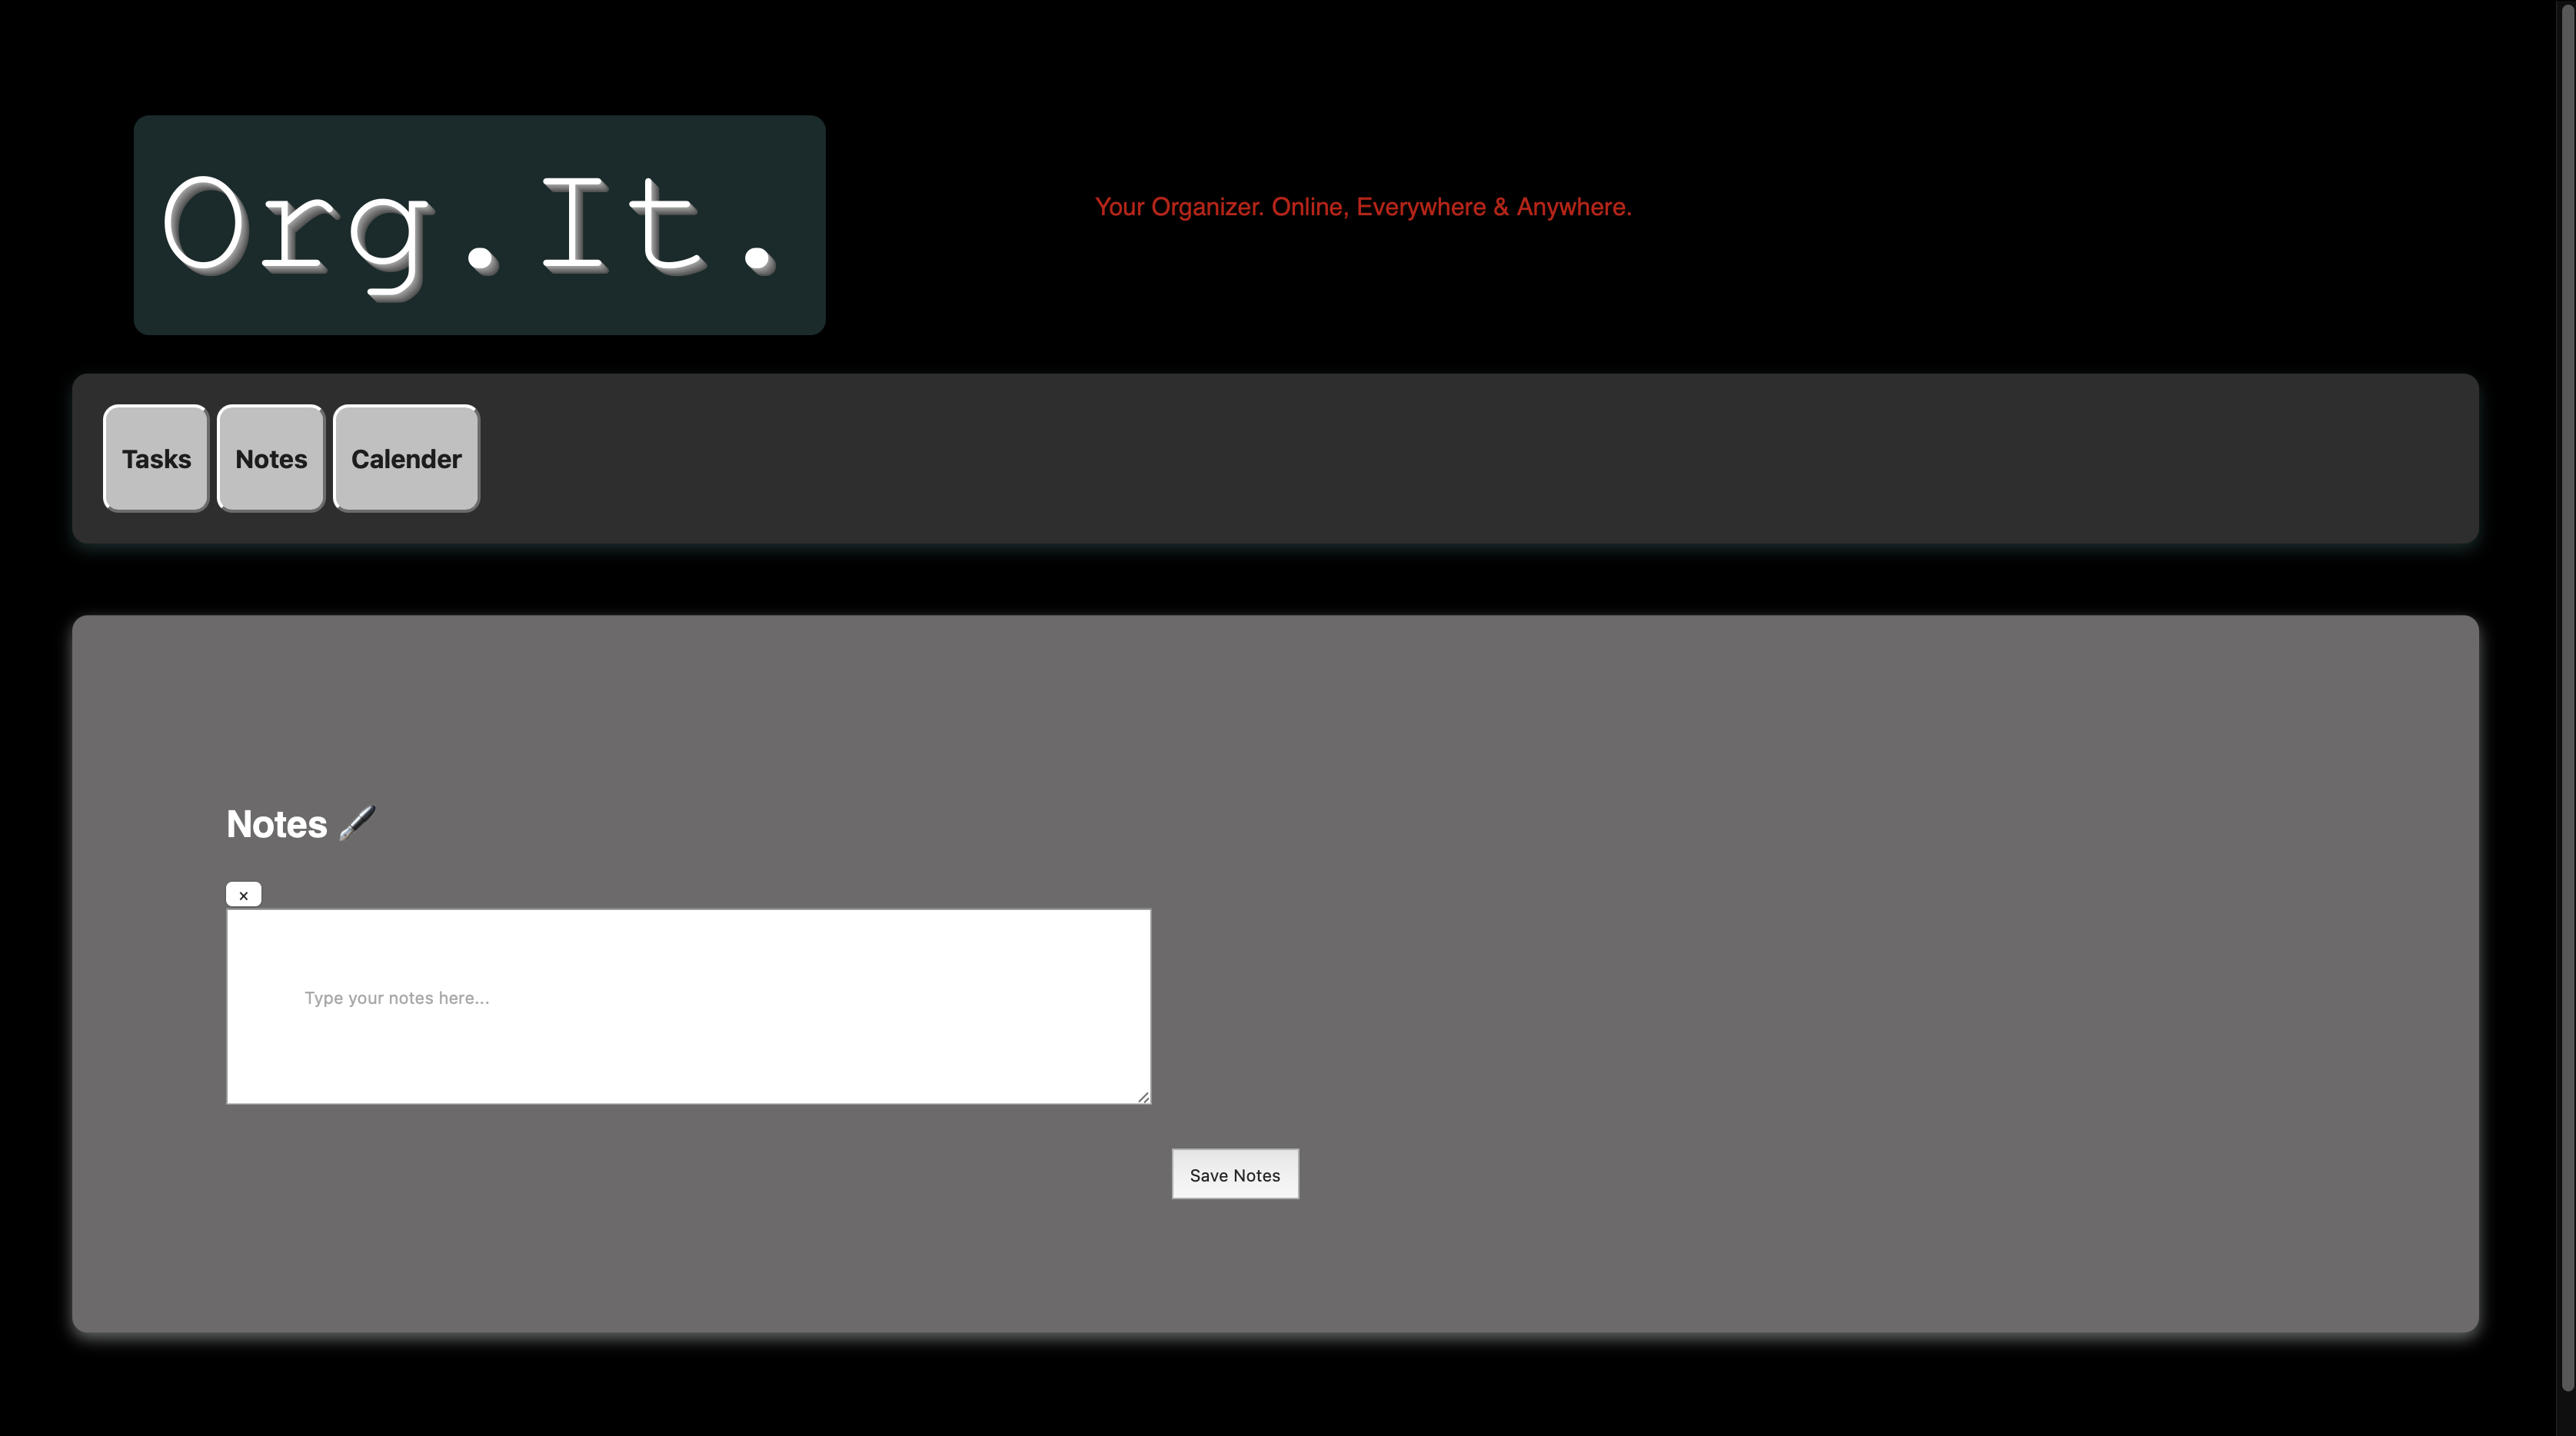 Org.It.
Your Organizer. Online, Everywhere & Anywhere.
Tasks
Notes
Calender
Notes 🖋️
×
Type your notes here...
Save Notes